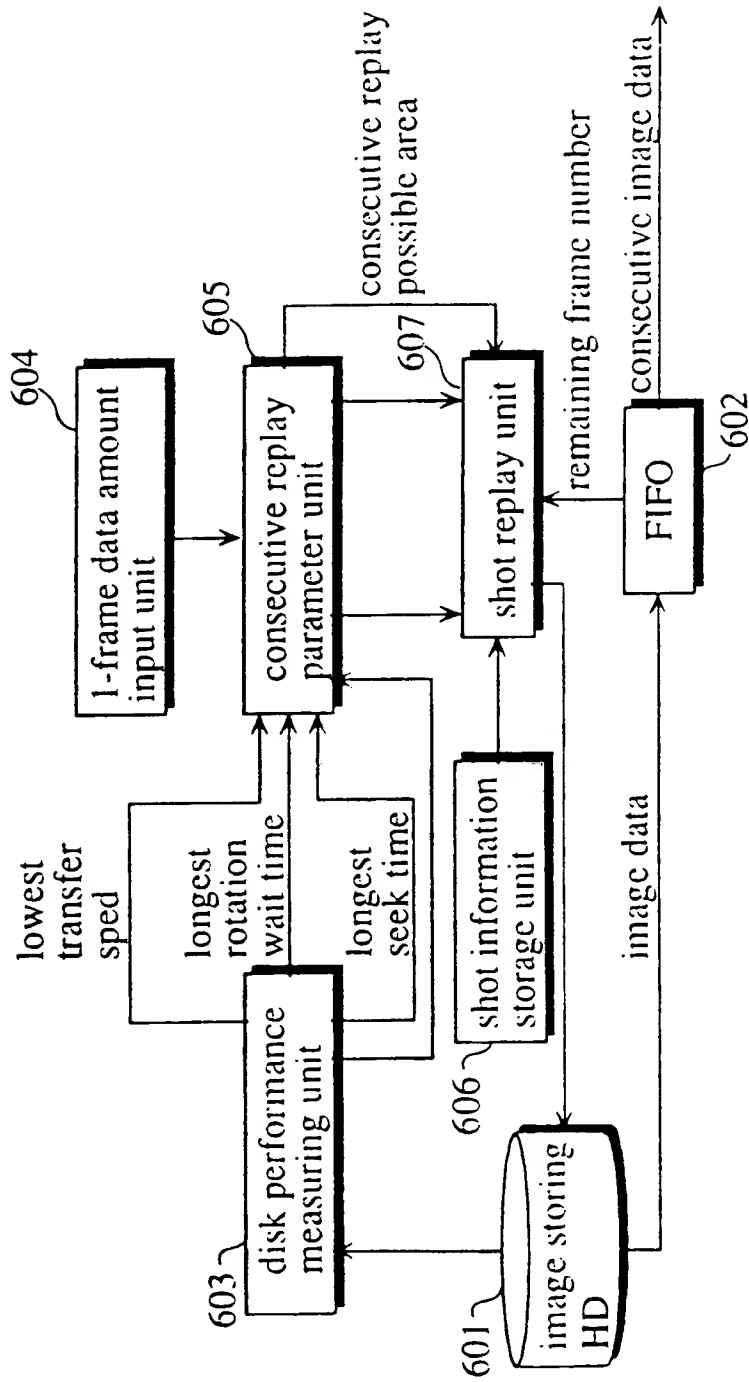 604
1-frame data amount
input unit
lowest
transfer
sped
605
603
disk performance
measuring unit
longest
rotation
wait time
longest
seek time
consecutive replay
parameter unit
consecutive replay
possible area
607
606
shot information
storage unit
shot replay unit
remaining frame number
601
image storing
HD
image data
FIFO
602
consecutive image data